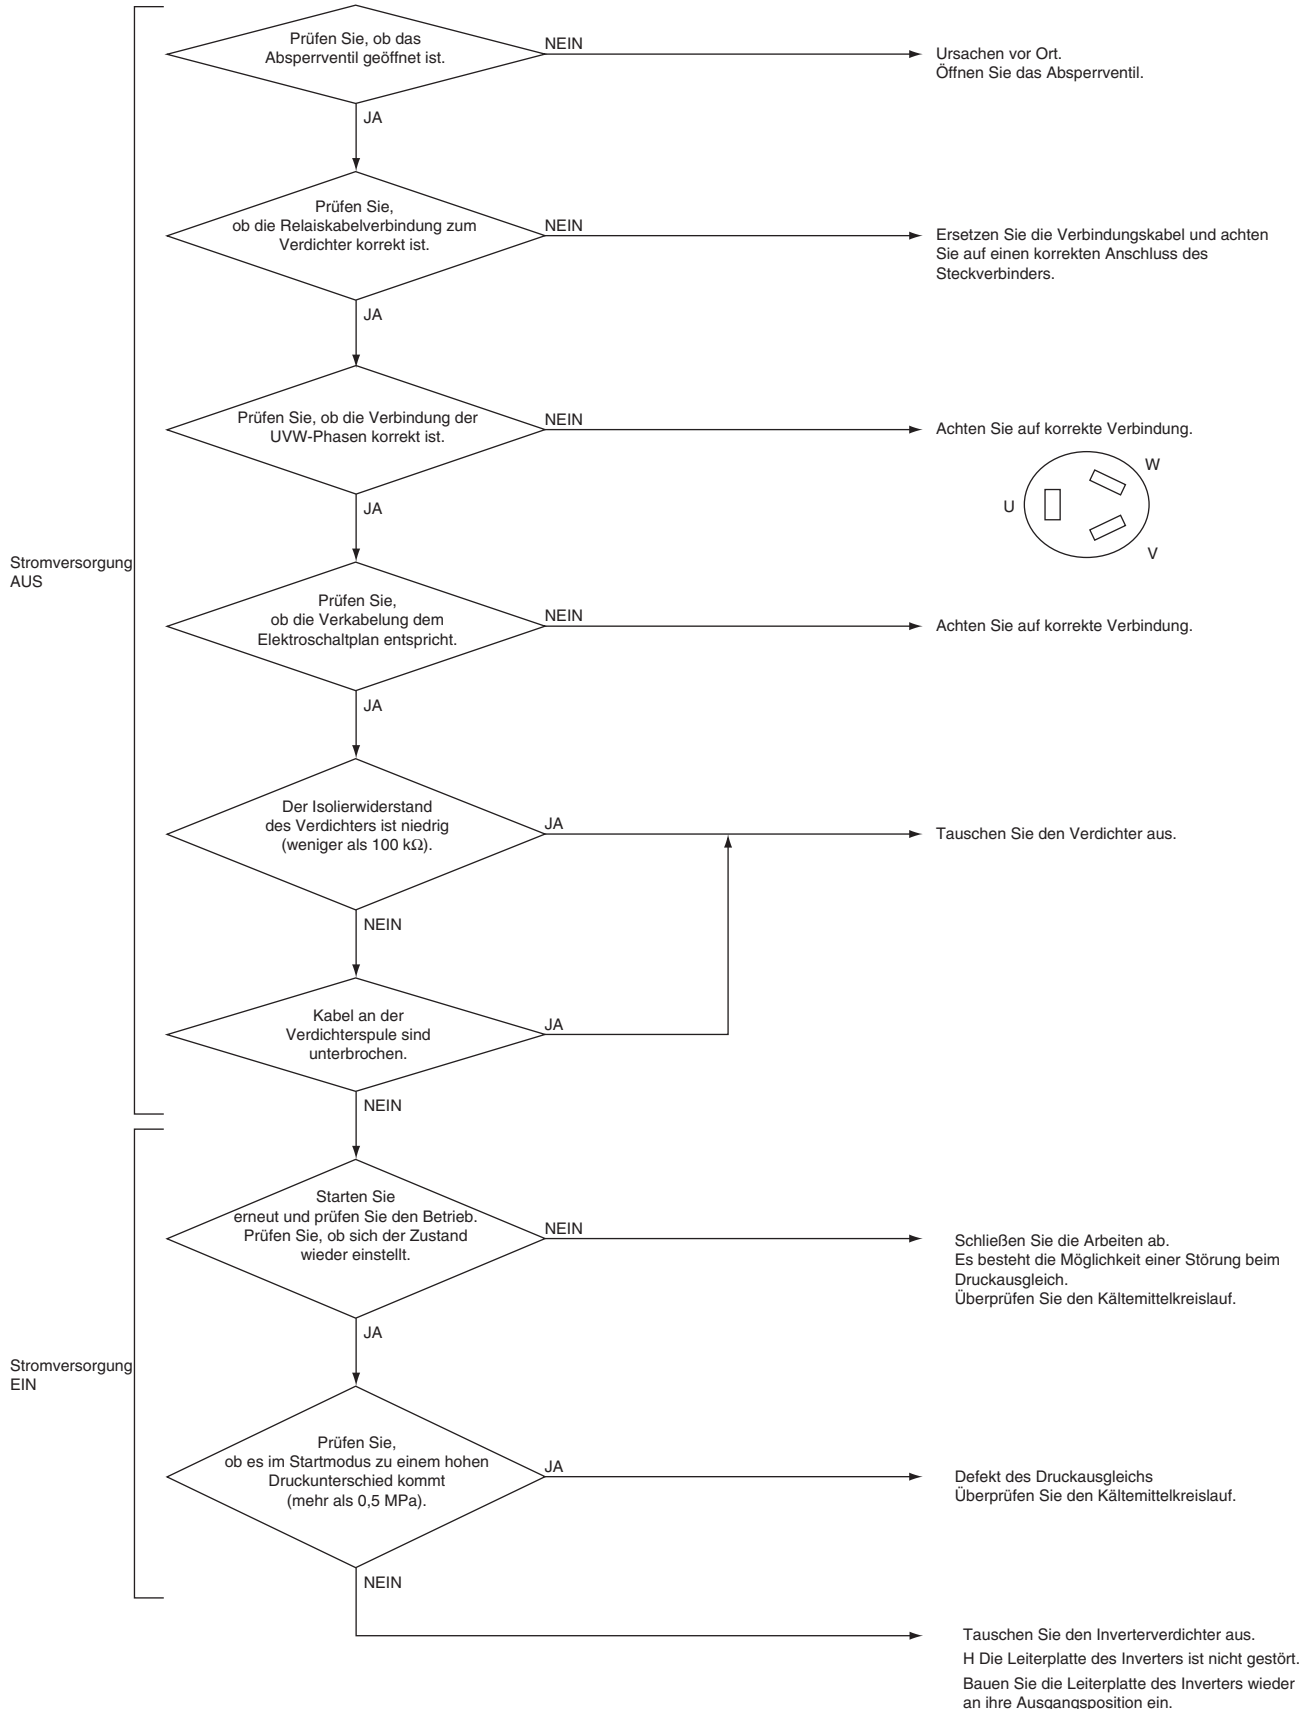 Prüfen Sie, ob das
Absperrventil geöffnet ist.
NEIN
Ursachen vor Ort.
Öffnen Sie das Absperrventil.
JA
Prüfen Sie,
ob die Relaiskabelverbindung zum
Verdichter korrekt ist.
NEIN
Ersetzen Sie die Verbindungskabel und achten
Sie auf einen korrekten Anschluss des
Steckverbinders.
JA
Prüfen Sie, ob die Verbindung der
UVW-Phasen korrekt ist.
NEIN
Achten Sie auf korrekte Verbindung.
W
U
V
JA
Stromversorgung
AUS
Prüfen Sie,
ob die Verkabelung dem
Elektroschaltplan entspricht.
NEIN
Achten Sie auf korrekte Verbindung.
JA
Der Isolierwiderstand
des Verdichters ist niedrig
(weniger als 100 kΩ).
JA
Tauschen Sie den Verdichter aus.
NEIN
Kabel an der
Verdichterspule sind
unterbrochen.
JA
NEIN
Starten Sie
erneut und prüfen Sie den Betrieb.
Prüfen Sie, ob sich der Zustand
wieder einstellt.
NEIN
Schließen Sie die Arbeiten ab.
Es besteht die Möglichkeit einer Störung beim
Druckausgleich.
Überprüfen Sie den Kältemittelkreislauf.
JA
Stromversorgung
EIN
Prüfen Sie,
ob es im Startmodus zu einem hohen
Druckunterschied kommt
(mehr als 0,5 MPa).
JA
Defekt des Druckausgleichs
Überprüfen Sie den Kältemittelkreislauf.
NEIN
Tauschen Sie den Inverterverdichter aus.
H Die Leiterplatte des Inverters ist nicht gestört.
Bauen Sie die Leiterplatte des Inverters wieder
an ihre Ausgangsposition ein.